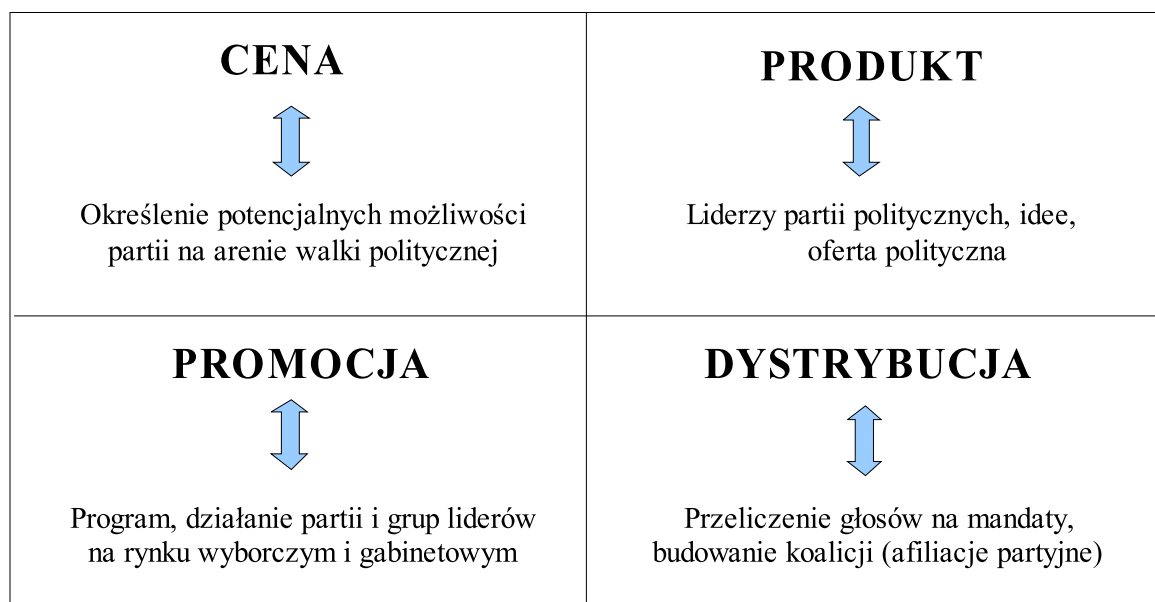 CENA
Określenie potencjalnych możliwości
partii na arenie walki politycznej
PRODUKT
Liderzy partii politycznych, idee,
oferta polityczna
PROMOCJA
Program, działanie partii i grup liderów
na rynku wyborczym i gabinetowym
DYSTRYBUCJA
Przeliczenie głosów na mandaty,
budowanie koalicji (afiliacje partyjne)